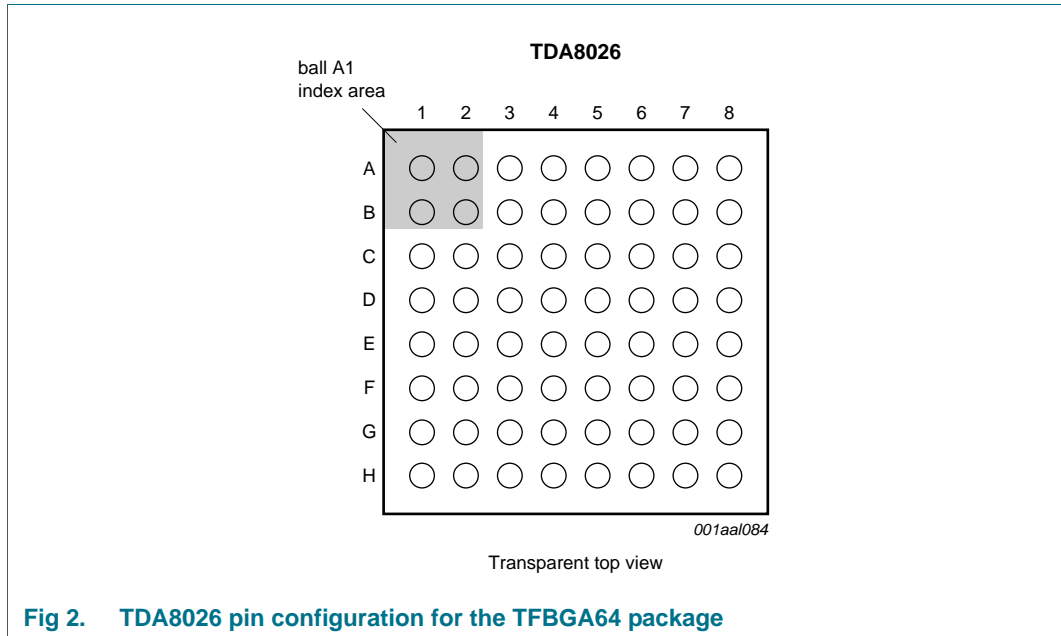 TDA8026
ball A1
index area
1 2 3 4 5 6 7 8
A
B
C
D
E
F
G
H
001aal084
Transparent top view
Fig 2. TDA8026 pin configuration for the TFBGA64 package